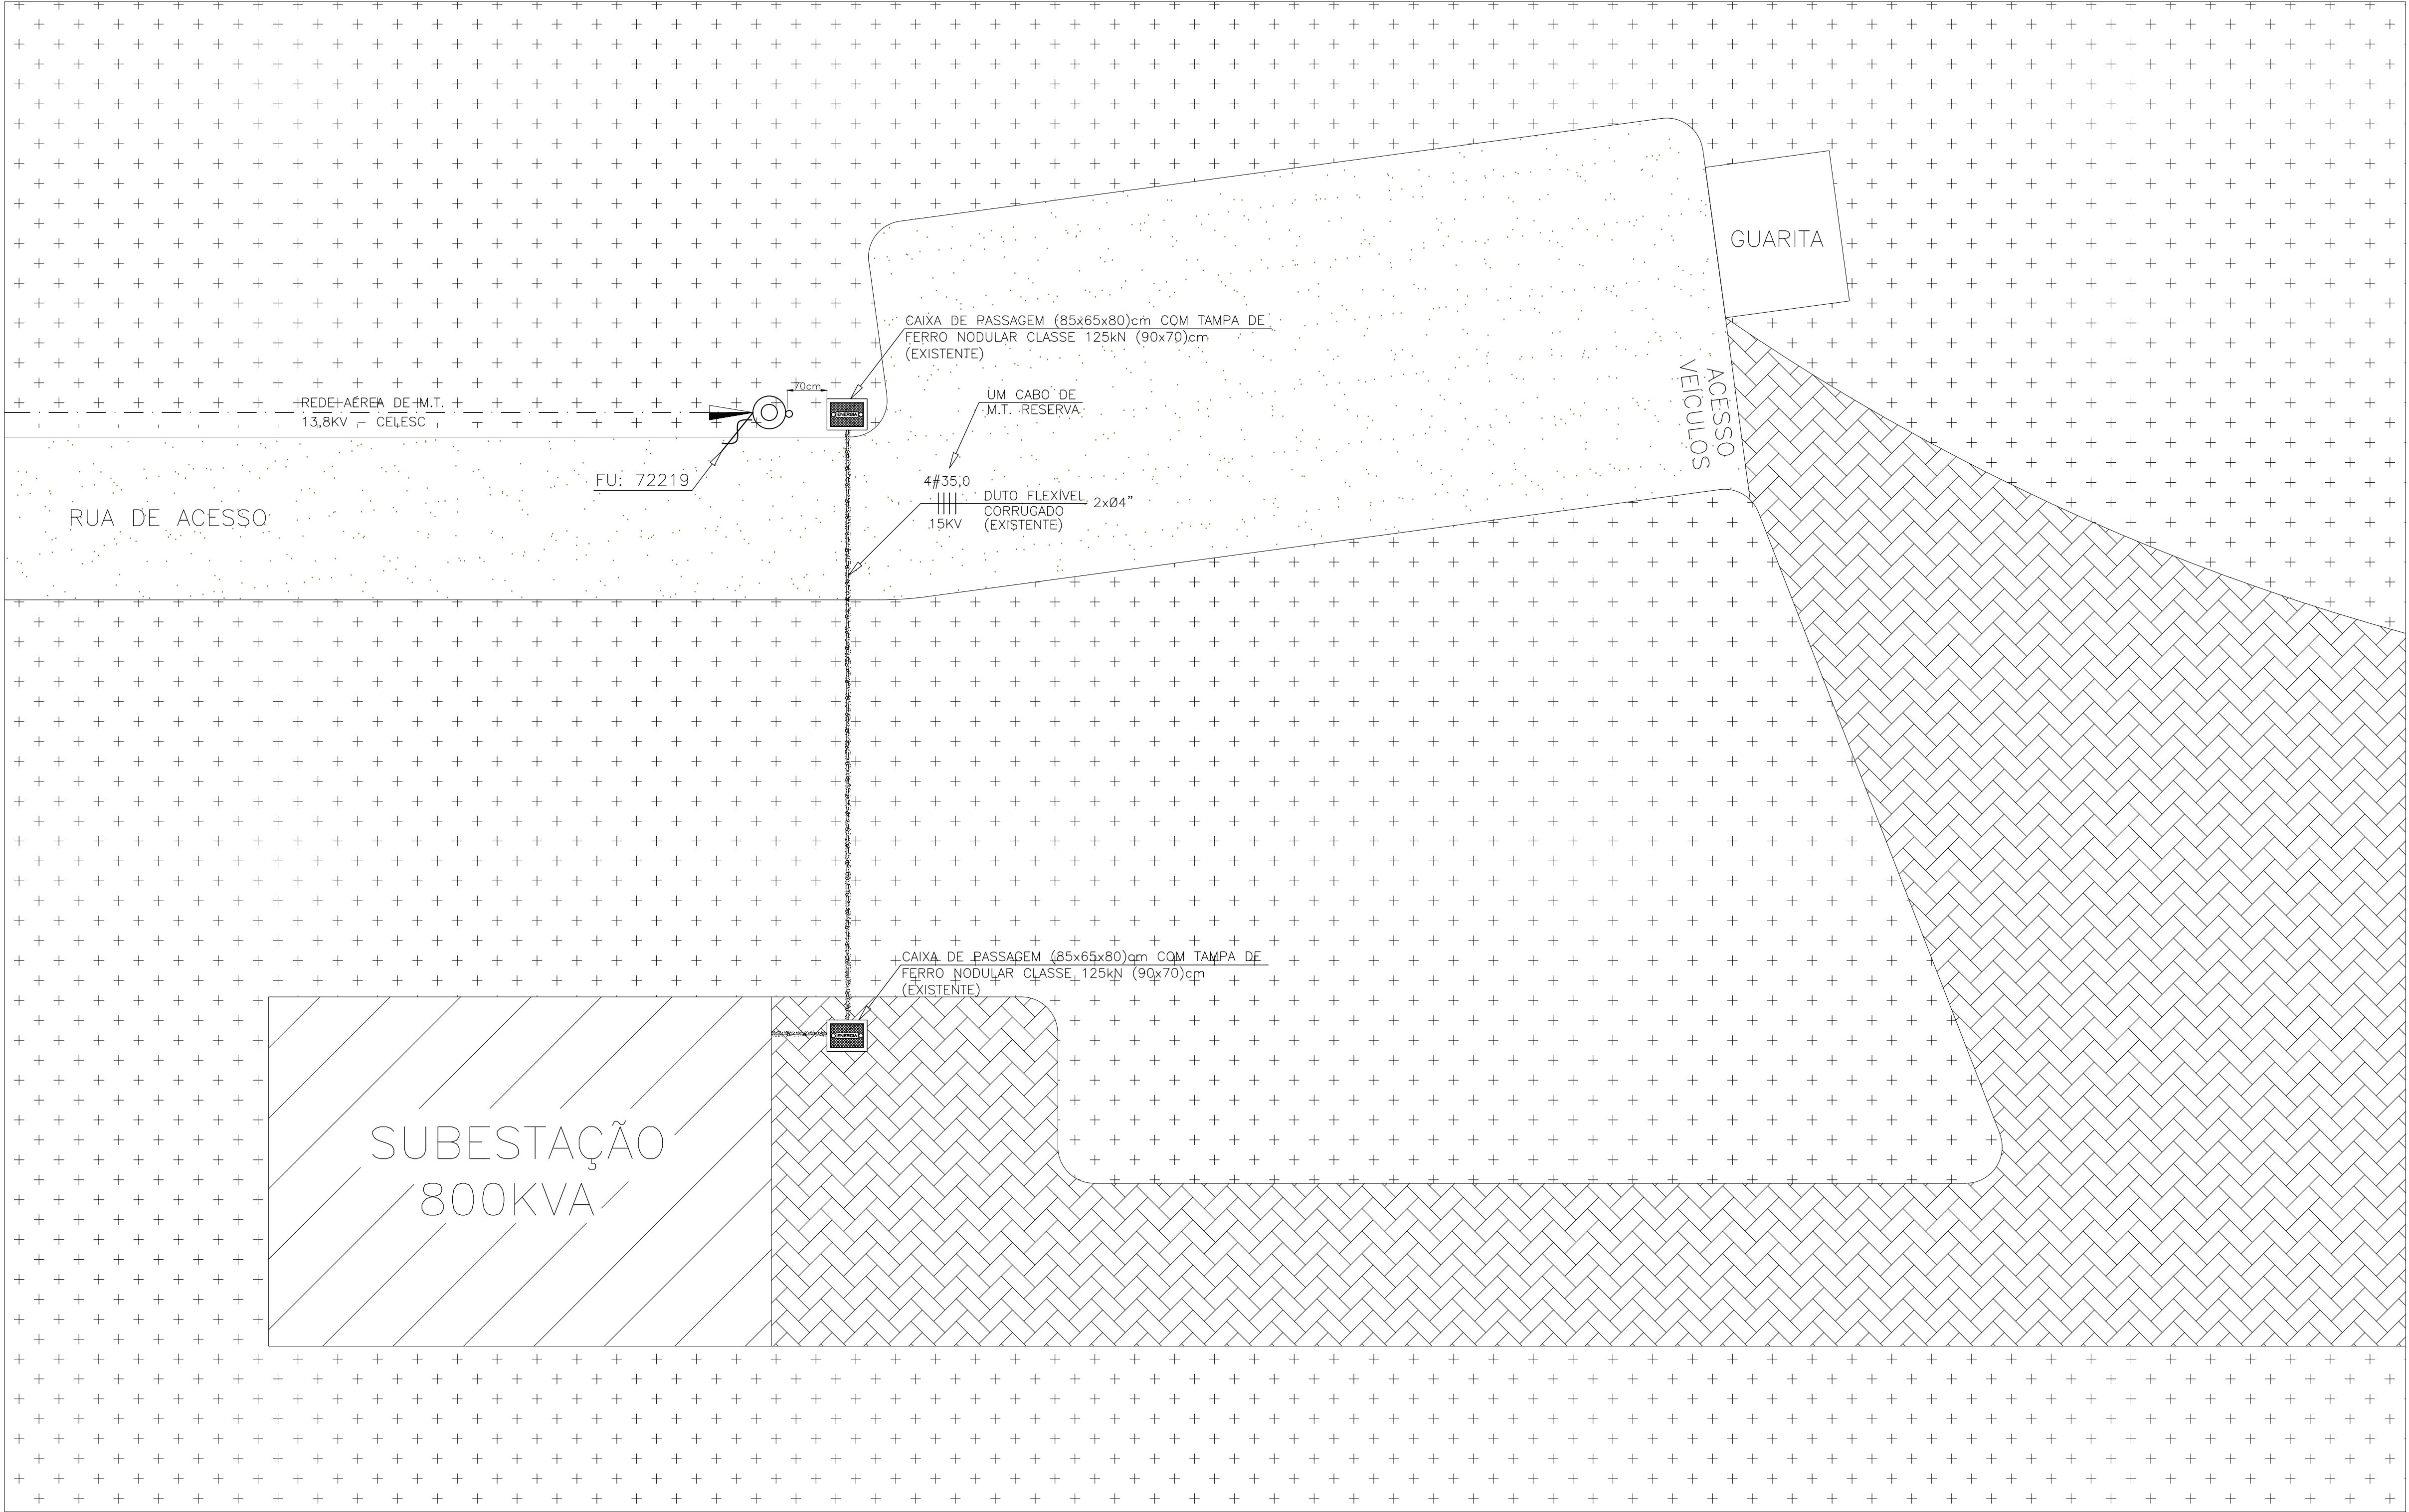 GUARITA
CAIXA DE PASSAGEM (85x65x80)cm COM TAMPA DE
FERRO NODULAR CLASSE 125kN (90x70)cm
(EXISTENTE)
70cm
REDE AÉREA DE M.T.
13,8KV - CELESC
ENERGIA
UM CABO DE
M.T. RESERVA
ACESSO
VEÍCULOS
FU: 72219
4#35,0
15KV
DUTO FLEXÍVEL
CORRUGADO
(EXISTENTE)
2xØ4"
RUA DE ACESSO
CAIXA DE PASSAGEM (85x65x80)cm COM TAMPA DE
FERRO NODULAR CLASSE 125kN (90x70)cm
(EXISTENTE)
ENERGIA
SUBESTAÇÃO
800KVA